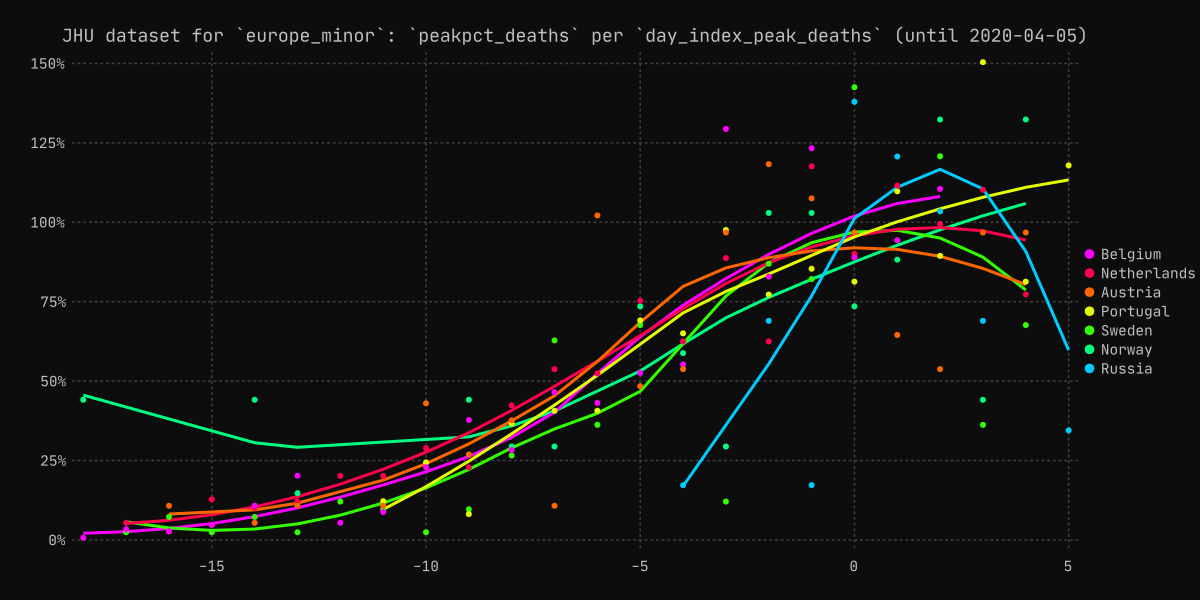 JHU dataset for `europe_minor`: `peakpct_deaths` per `day_index_peak_deaths` (until 2020-04-05)
150%
125%
100%
75%
50%
25%
0%
-15
-10
-5
0
5
Belgium
Netherlands
Austria
Portugal
Sweden
Norway
Russia